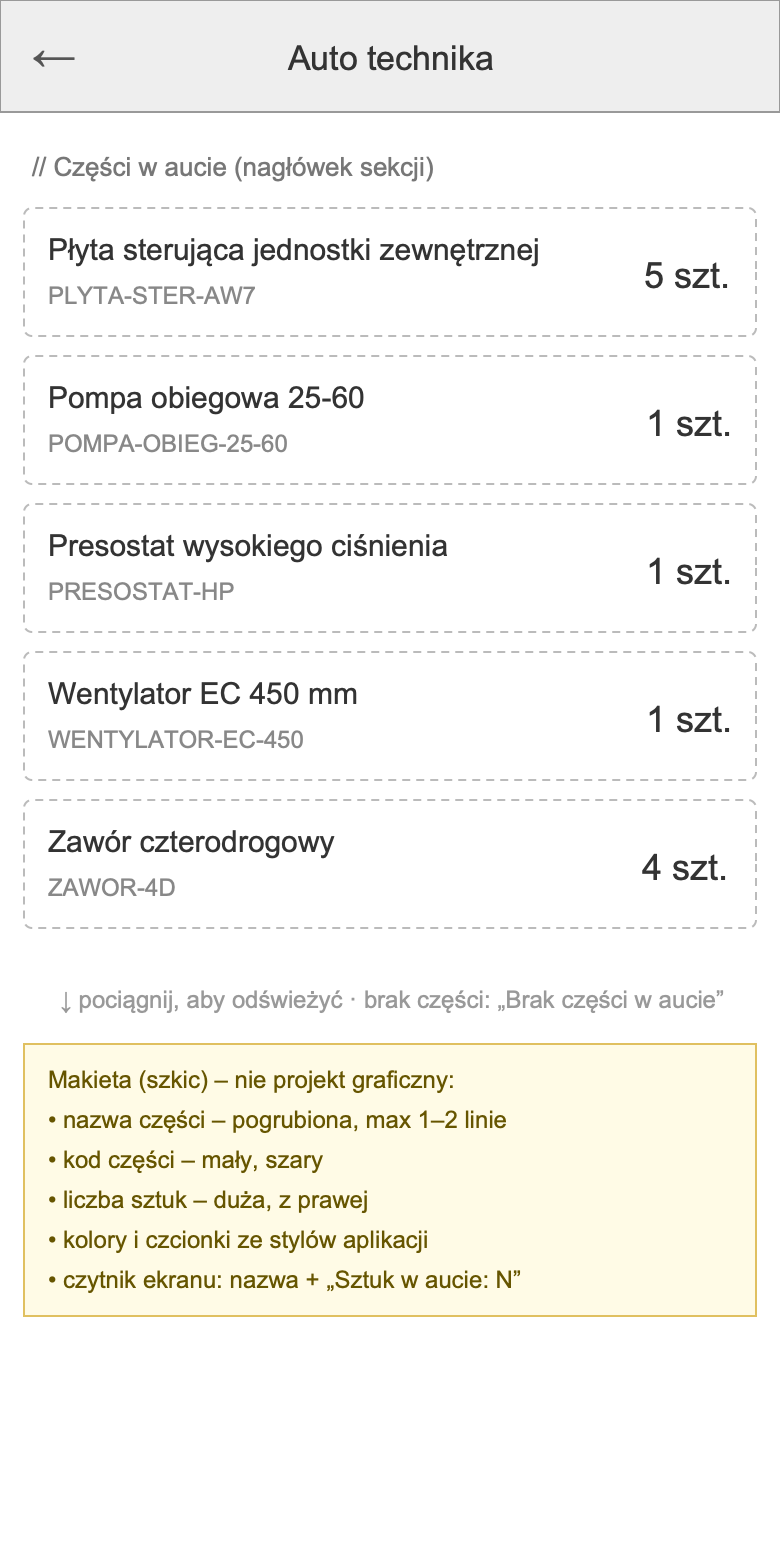 ←
Auto technika
// Części w aucie (nagłówek sekcji)
Płyta sterująca jednostki zewnętrznej
PLYTA-STER-AW7
5 szt.
Pompa obiegowa 25-60
POMPA-OBIEG-25-60
1 szt.
Presostat wysokiego ciśnienia
PRESOSTAT-HP
1 szt.
Wentylator EC 450 mm
WENTYLATOR-EC-450
1 szt.
Zawór czterodrogowy
ZAWOR-4D
4 szt.
↓ pociągnij, aby odświeżyć · brak części: „Brak części w aucie”
Makieta (szkic) – nie projekt graficzny:
• nazwa części – pogrubiona, max 1–2 linie
• kod części – mały, szary
• liczba sztuk – duża, z prawej
• kolory i czcionki ze stylów aplikacji
• czytnik ekranu: nazwa + „Sztuk w aucie: N”